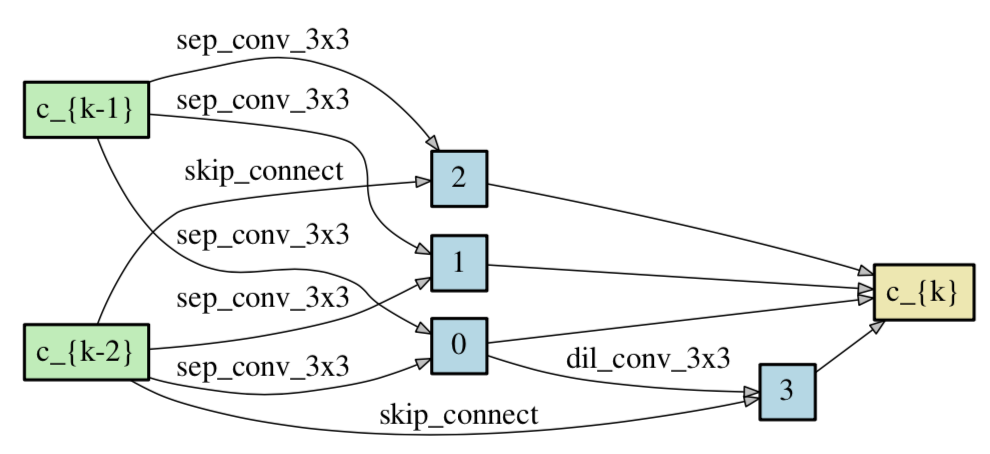 sep_conv_3x3
c_{k-1}
sep_conv_3x3
skip_connect
2
sep_conv_3x3
1
c_{k}
sep_conv_3x3
c_{k-2}
0
sep_conv_3x3
dil_conv_3x3
3
skip_connect